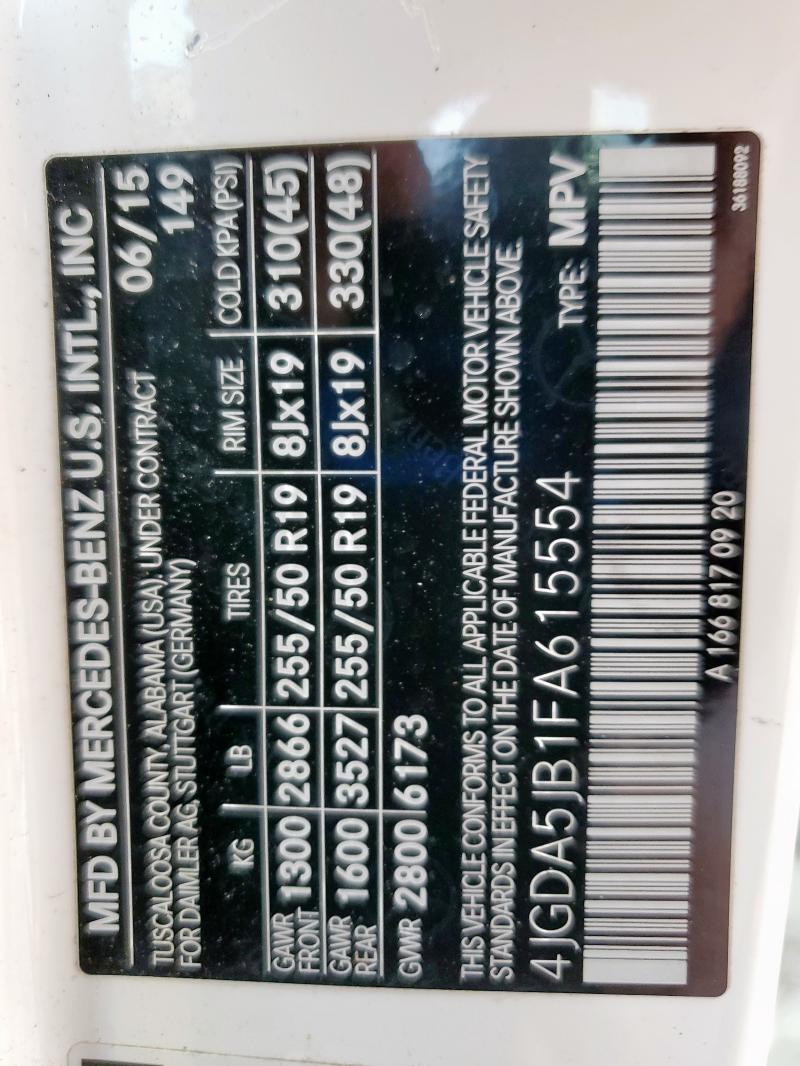 MFD BY MERCEDES-BENZ U.S. INTL., INC
TUSCALOOSA COUNTY, ALABAMA (USA), UNDER CONTRACT 06/15
FOR DAIMLER AG, STUTTGART (GERMANY) 149
KG LB TIRES RIM SIZE COLD KPA (PSI)
GAWR FRONT 1300 2866 255/50 R19 8Jx19 310(45)
GAWR REAR 1600 3527 255/50 R19 8Jx19 330(48)
GVWR 2800 6173
THIS VEHICLE CONFORMS TO ALL APPLICABLE FEDERAL MOTOR VEHICLE SAFETY
STANDARDS IN EFFECT ON THE DATE OF MANUFACTURE SHOWN ABOVE.
4JGDA5JB1FA615554 TYPE: MPV
A 166 817 09 20 36188092